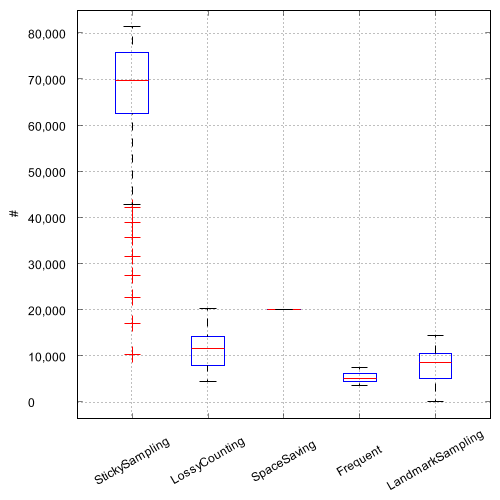 80,000
70,000
60,000
50,000
40,000
30,000
20,000
10,000
0
#
StickySampling
LossyCounting
SpaceSaving
Frequent
LandmarkSampling